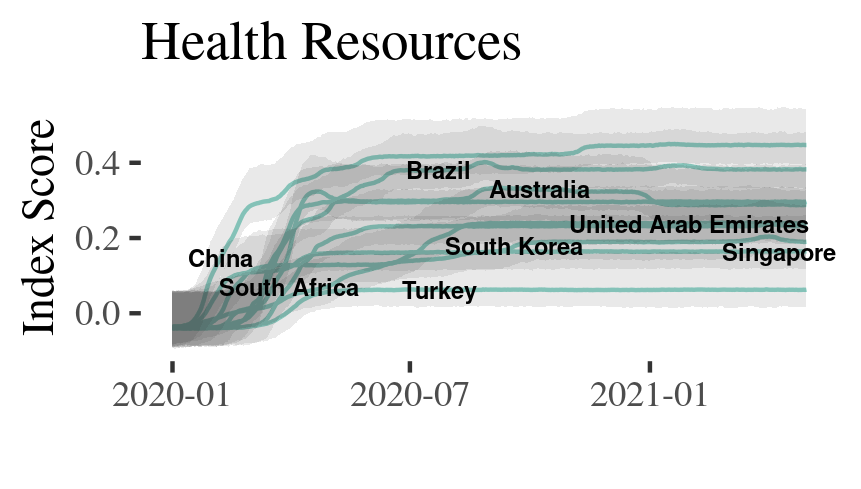 Health Resources
Index Score
0.4
0.2
0.0
Brazil
Australia
United Arab Emirates
China
South Korea
Singapore
South Africa
Turkey
2020-01
2020-07
2021-01